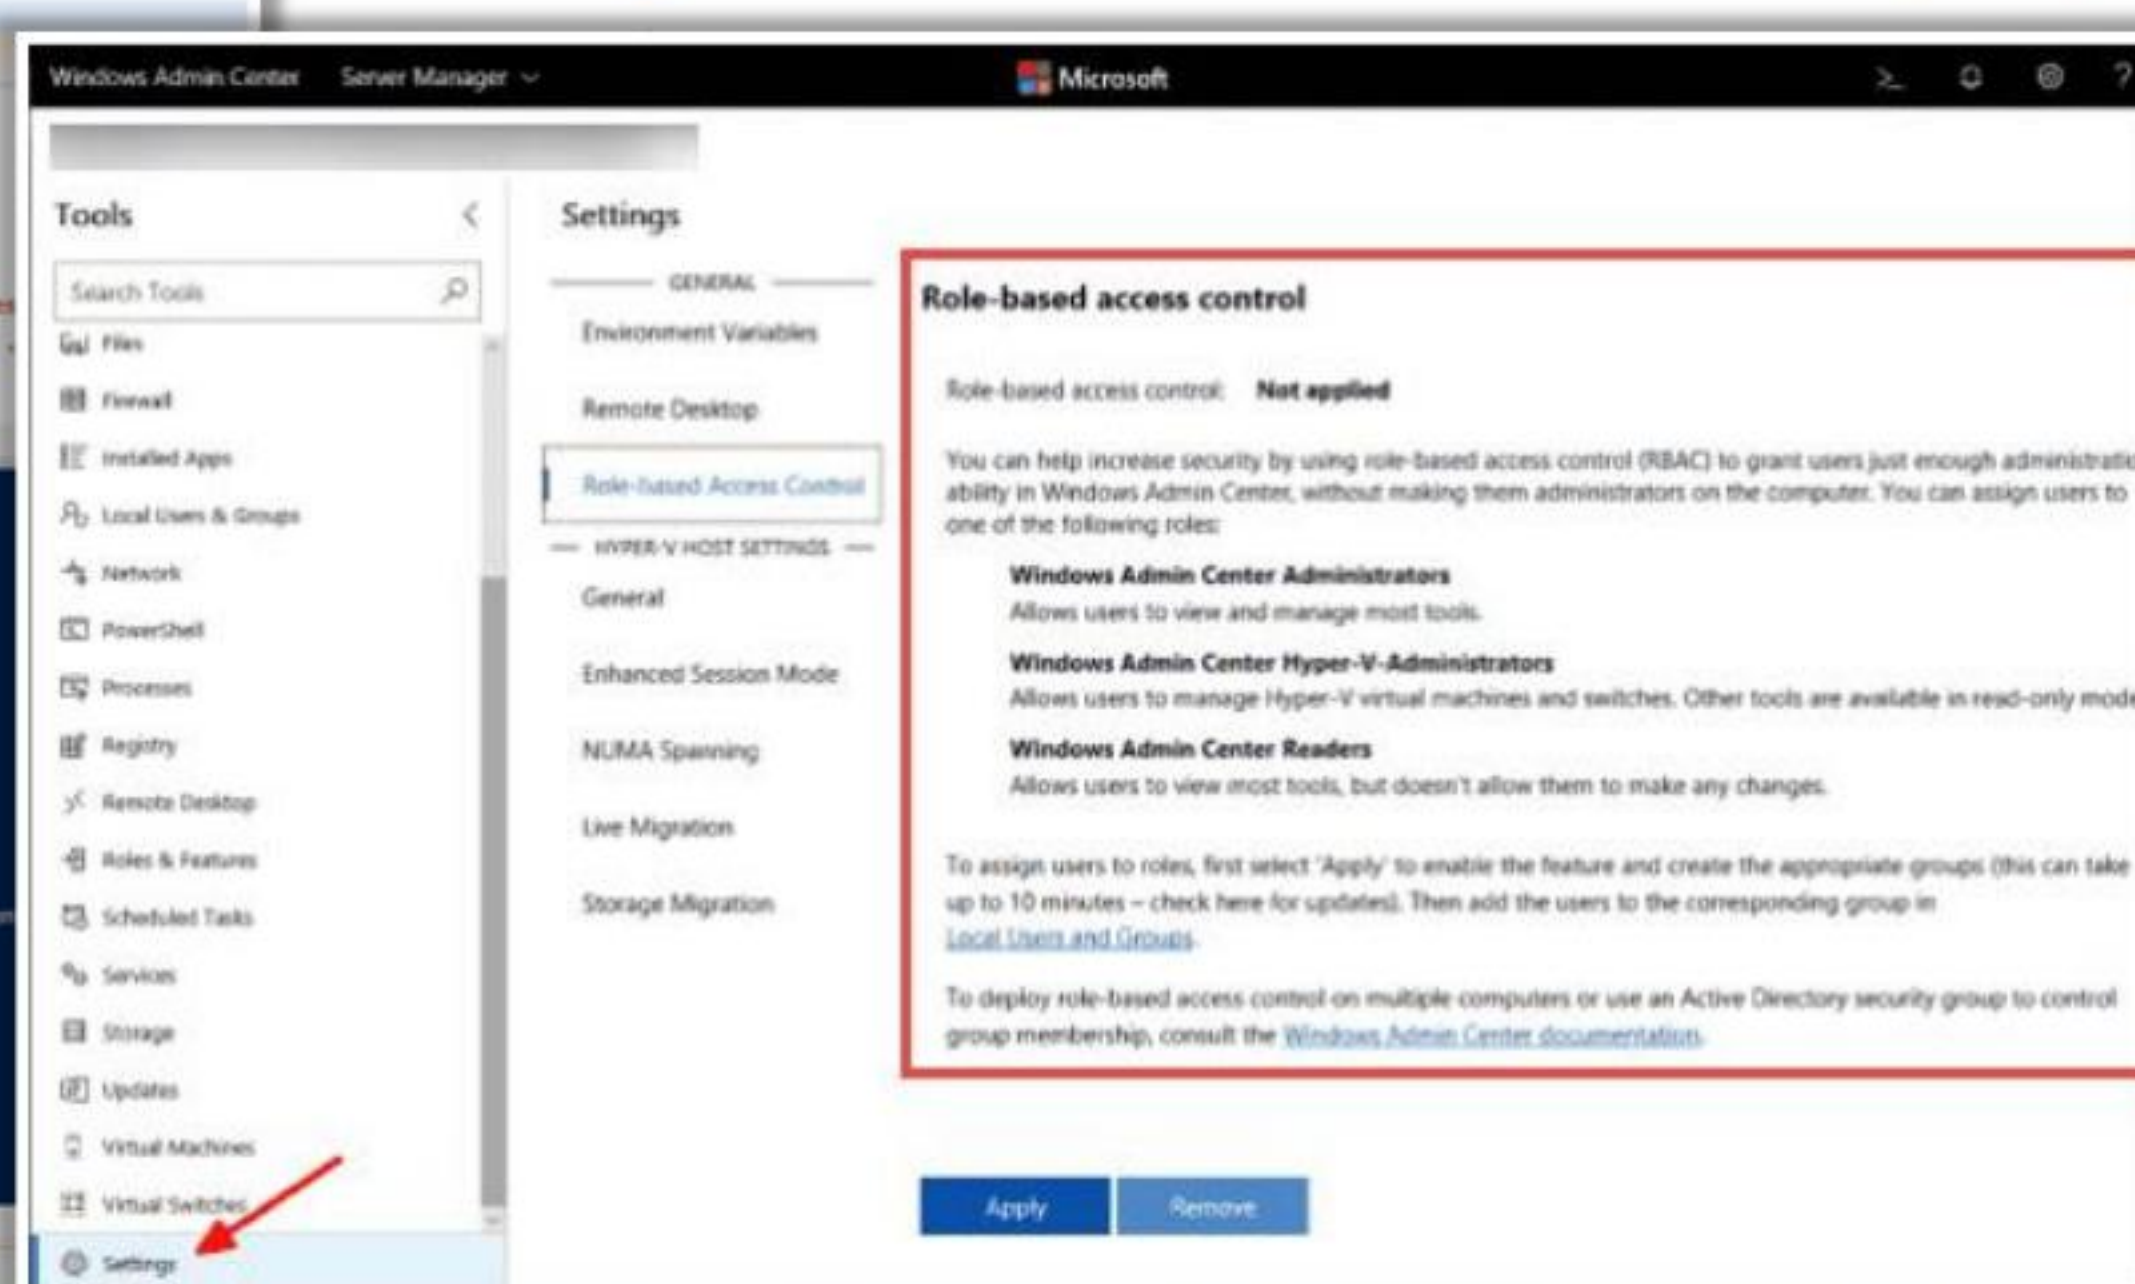 Windows Admin Center Server Manager
Microsoft
?
Tools
Search Tools
Files
Firewall
Installed Apps
Local Users & Groups
Network
PowerShell
Processes
Registry
Remote Desktop
Roles & Features
Scheduled Tasks
Services
Storage
Updates
Virtual Machines
Virtual Switches
Settings
Settings
GENERAL
Environment Variables
Remote Desktop
Role-based Access Control
HYPER-V HOST SETTINGS
General
Enhanced Session Mode
NUMA Spanning
Live Migration
Storage Migration
Role-based access control
Role-based access control: Not applied
You can help increase security by using role-based access control (RBAC) to grant users just enough administratio
ability in Windows Admin Center, without making them administrators on the computer. You can assign users to
one of the following roles:
Windows Admin Center Administrators
Allows users to view and manage most tools.
Windows Admin Center Hyper-V-Administrators
Allows users to manage Hyper-V virtual machines and switches. Other tools are available in read-only mode
Windows Admin Center Readers
Allows users to view most tools, but doesn't allow them to make any changes.
To assign users to roles, first select 'Apply' to enable the feature and create the appropriate groups (this can take
up to 10 minutes – check here for updates). Then add the users to the corresponding group in
Local Users and Groups.
To deploy role-based access control on multiple computers or use an Active Directory security group to control
group membership, consult the Windows Admin Center documentation.
Apply Remove